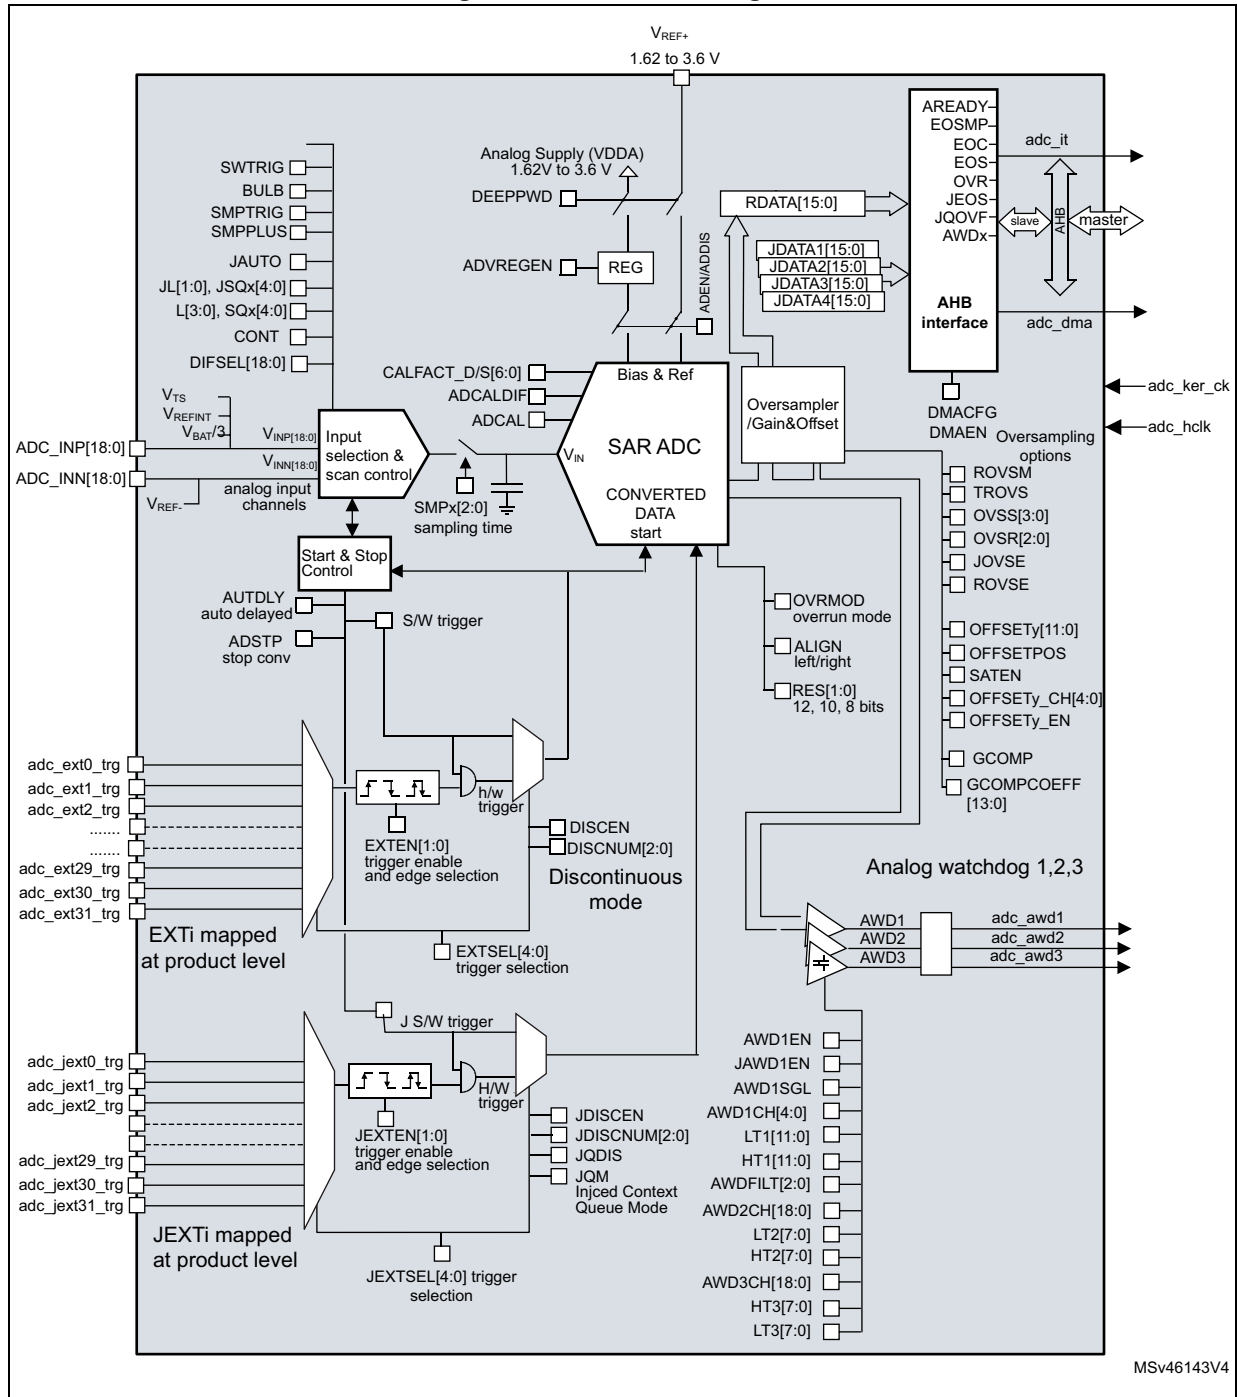 V_REF+
1.62 to 3.6 V
SWTRIG
BULB
SMPTRIG
SMPPLUS
JAUTO
JL[1:0], JSQx[4:0]
L[3:0], SQx[4:0]
CONT
DIFSEL[18:0]
Analog Supply (VDDA)
1.62V to 3.6 V
DEEPPWD
ADVREGEN
REG
ADEN/ADDIS
RDATA[15:0]
JDATA1[15:0]
JDATA2[15:0]
JDATA3[15:0]
JDATA4[15:0]
AREADY
EOSMP
EOC
EOS
OVR
JEOS
JQOVF
AWDx
AHB
interface
adc_it
slave
AHB
master
adc_dma
DMACFG
DMAEN
adc_ker_ck
adc_hclk
V_TS
V_REFINT
V_BAT/3
ADC_INP[18:0]
ADC_INN[18:0]
V_INP[18:0]
V_INN[18:0]
V_REF-
analog input
channels
Input
selection &
scan control
SMPx[2:0]
sampling time
CALFACT_D/S[6:0]
ADCALDIF
ADCAL
Bias & Ref
SAR ADC
V_IN
CONVERTED
DATA
start
Oversampler
/Gain&Offset
Oversampling
options
ROVSM
TROVS
OVSS[3:0]
OVSR[2:0]
JOVSE
ROVSE
OFFSETy[11:0]
OFFSETPOS
SATEN
OFFSETy_CH[4:0]
OFFSETy_EN
GCOMP
GCOMPCOEFF
[13:0]
Start & Stop
Control
AUTDLY
auto delayed
ADSTP
stop conv
S/W trigger
OVRMOD
overrun mode
ALIGN
left/right
RES[1:0]
12, 10, 8 bits
adc_ext0_trg
adc_ext1_trg
adc_ext2_trg
.......
.......
adc_ext29_trg
adc_ext30_trg
adc_ext31_trg
h/w
trigger
EXTEN[1:0]
trigger enable
and edge selection
DISCEN
DISCNUM[2:0]
Discontinuous
mode
EXTi mapped
at product level
EXTSEL[4:0]
trigger selection
Analog watchdog 1,2,3
AWD1
AWD2
AWD3
adc_awd1
adc_awd2
adc_awd3
J S/W trigger
adc_jext0_trg
adc_jext1_trg
adc_jext2_trg
adc_jext29_trg
adc_jext30_trg
adc_jext31_trg
H/W
trigger
JEXTEN[1:0]
trigger enable
and edge selection
JDISCEN
JDISCNUM[2:0]
JQDIS
JQM
Injced Context
Queue Mode
JEXTi mapped
at product level
JEXTSEL[4:0] trigger
selection
AWD1EN
JAWD1EN
AWD1SGL
AWD1CH[4:0]
LT1[11:0]
HT1[11:0]
AWDFILT[2:0]
AWD2CH[18:0]
LT2[7:0]
HT2[7:0]
AWD3CH[18:0]
HT3[7:0]
LT3[7:0]
MSv46143V4